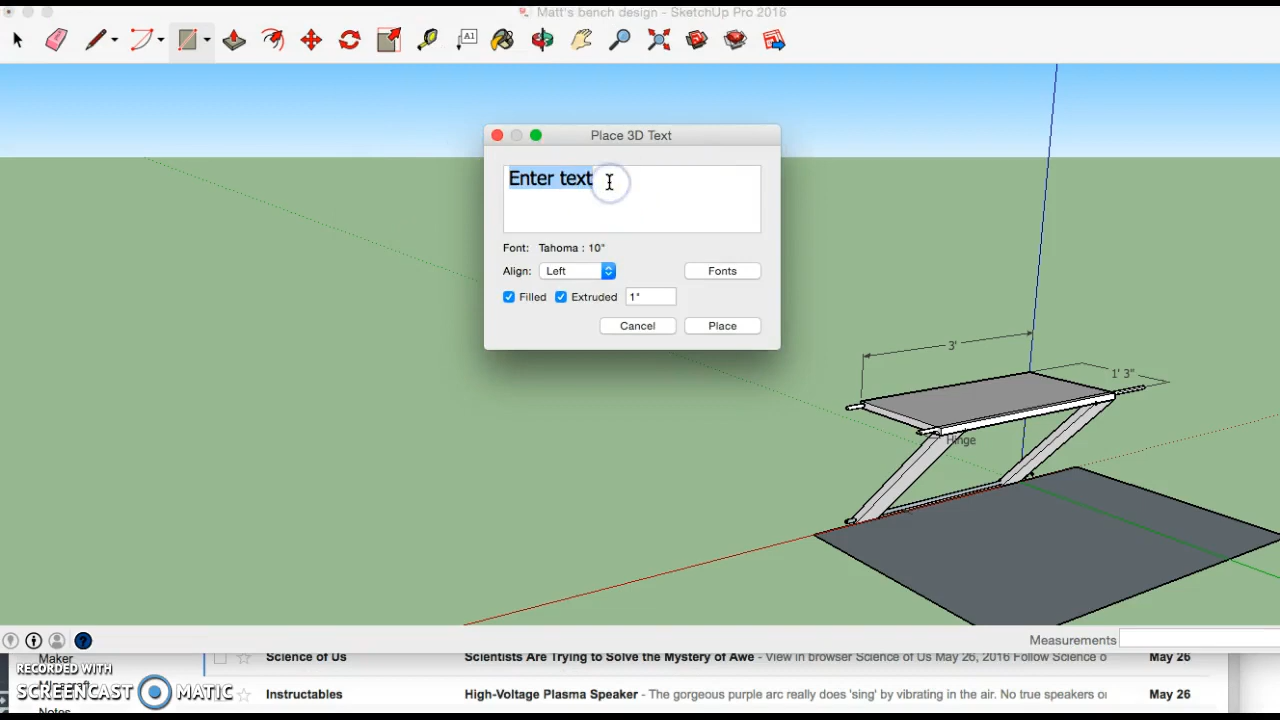 Matt's bench design - SketchUp Pro 2016
A1
Place 3D Text
Enter text
Font: Tahoma : 10"
Align: Left Fonts
Filled Extruded 1"
Cancel Place
3'
1' 3"
Hinge
Measurements
Maker
Science of Us Scientists Are Trying to Solve the Mystery of Awe - View in browser Science of Us May 26, 2016 Follow Science o May 26
RECORDED WITH
SCREENCAST MATIC
Minecraft
Instructables High-Voltage Plasma Speaker - The gorgeous purple arc really does 'sing' by vibrating in the air. No true speakers or May 26
Notes